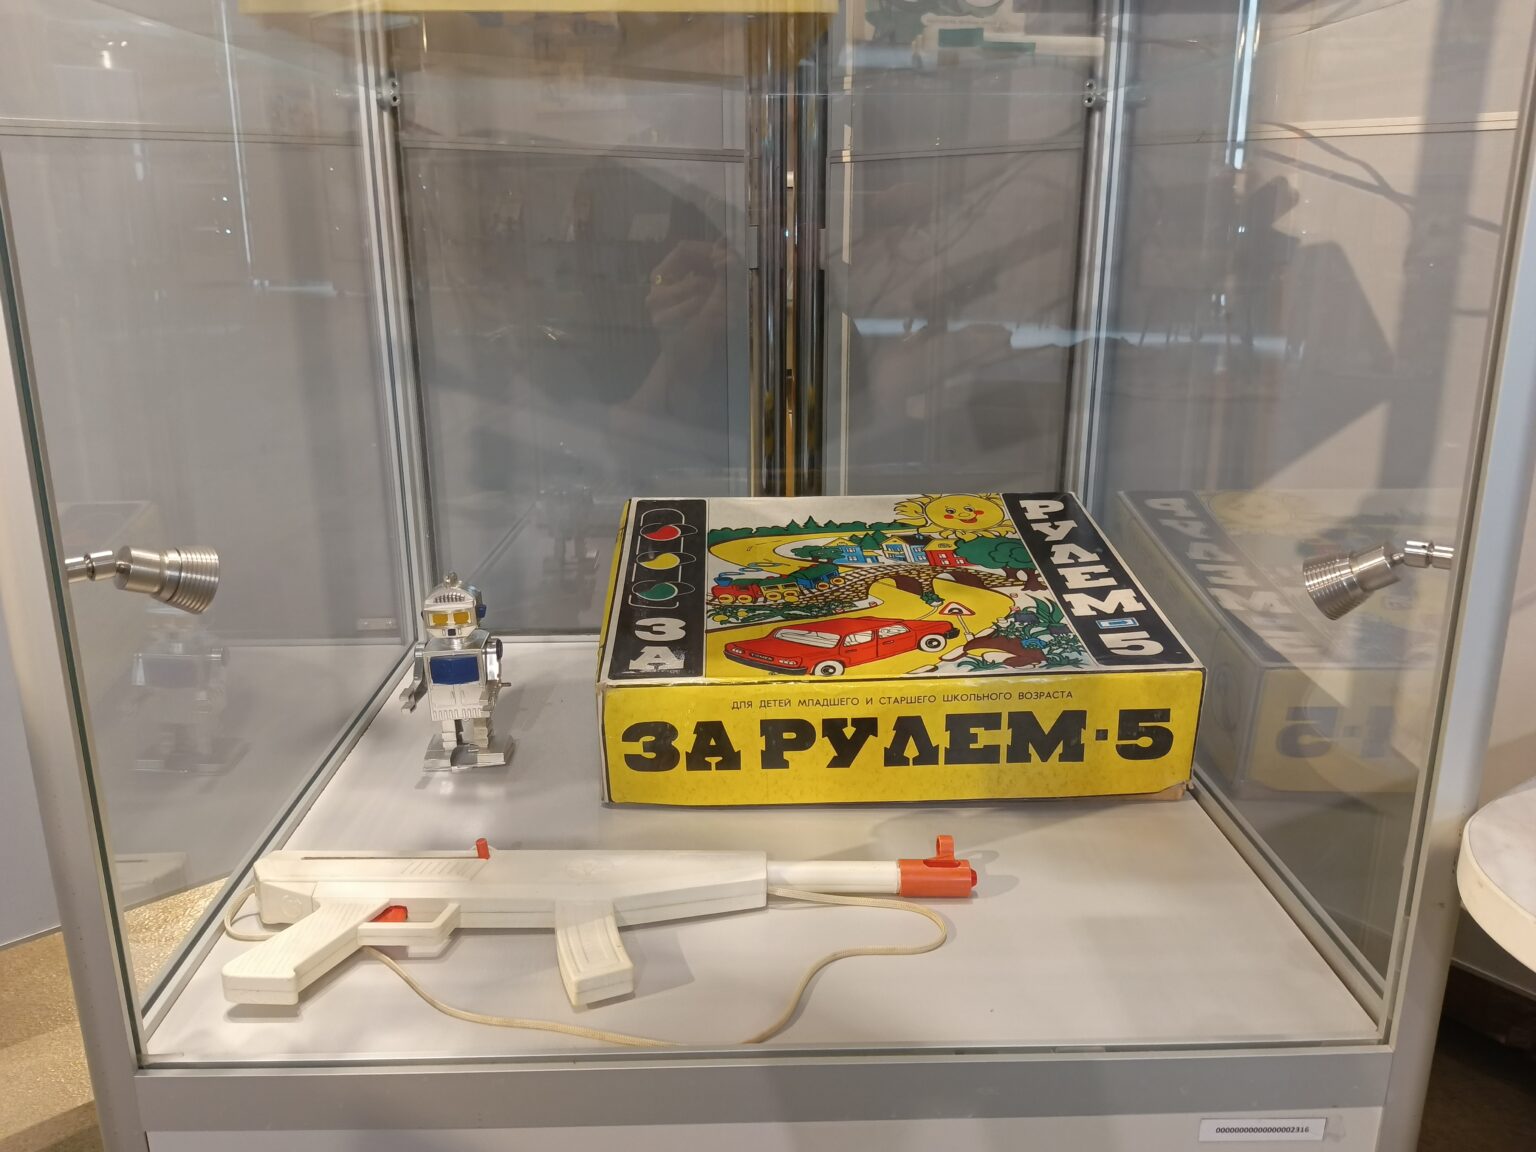 ЗА
РУЛЕМ-5
ДЛЯ ДЕТЕЙ МЛАДШЕГО И СТАРШЕГО ШКОЛЬНОГО ВОЗРАСТА
ЗА РУЛЕМ·5